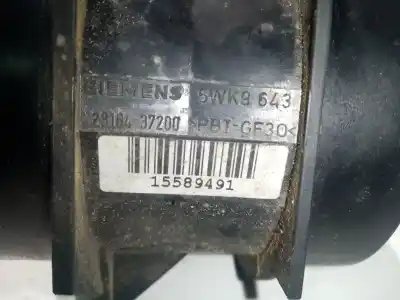 SIEMENS 5WK9 643
28164 37200 >PBT-GF30<
15589491